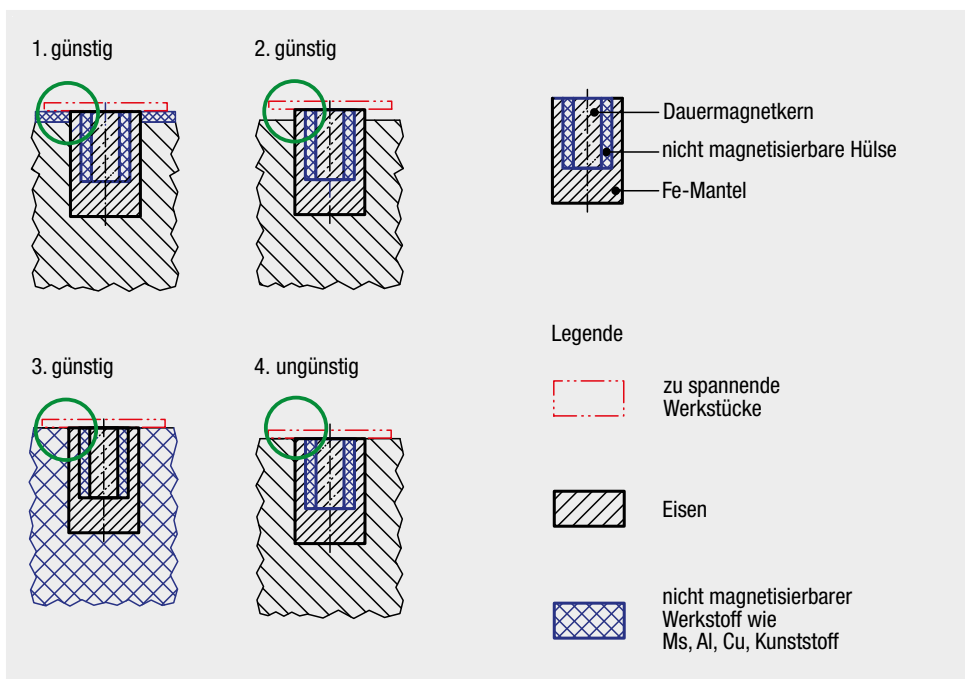 1. günstig
2. günstig
Dauermagnetkern
nicht magnetisierbare Hülse
Fe-Mantel
3. günstig
4. ungünstig
Legende
zu spannende
Werkstücke
Eisen
nicht magnetisierbarer
Werkstoff wie
Ms, Al, Cu, Kunststoff